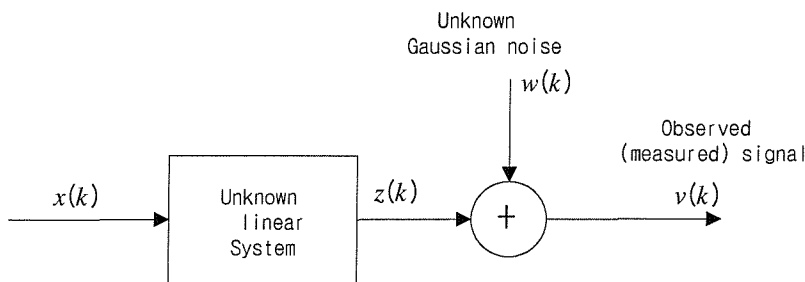 Unknown
Gaussian noise
w(k)
Observed
(measured) signal
x(k)
Unknown
linear
System
z(k)
+
v(k)